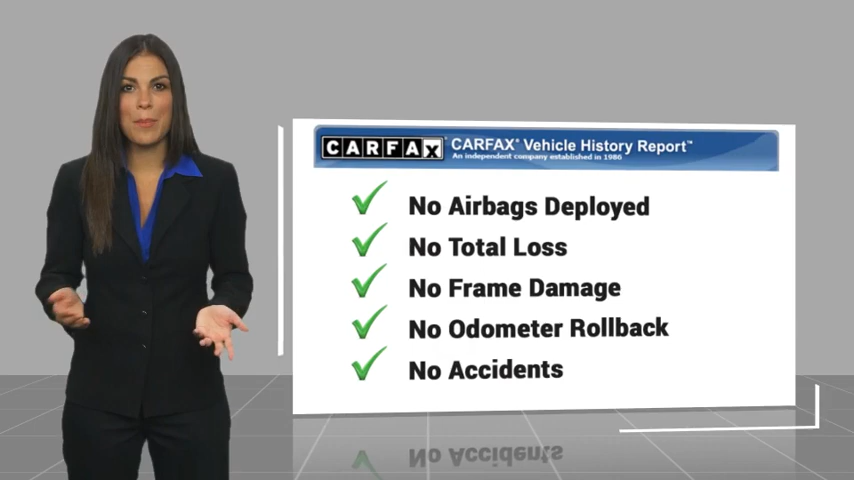 CARFAX
CARFAX® Vehicle History Report™
An independent company established in 1986
No Airbags Deployed
No Total Loss
No Frame Damage
No Odometer Rollback
No Accidents
No Accidents